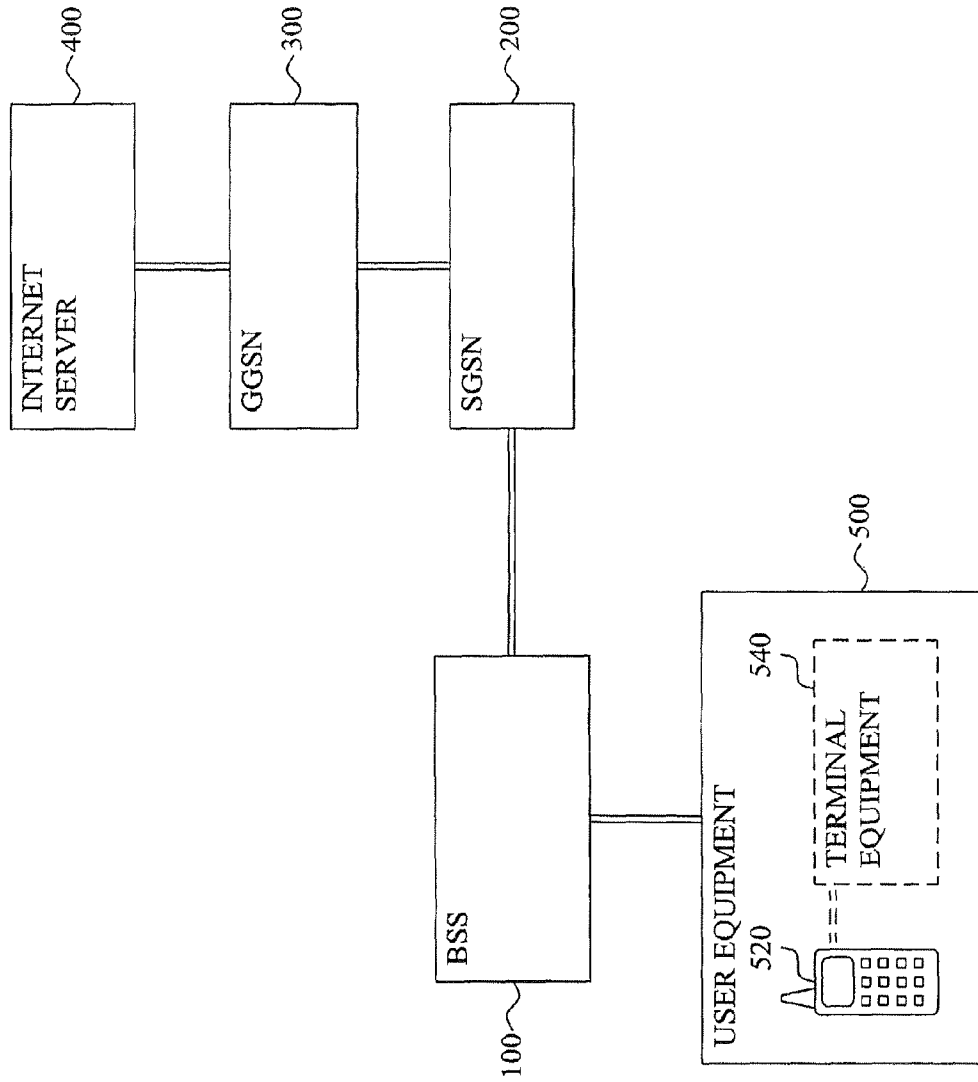 INTERNET
SERVER
400
GGSN
300
SGSN
200
BSS
100
USER EQUIPMENT
500
520
TERMINAL
EQUIPMENT
540